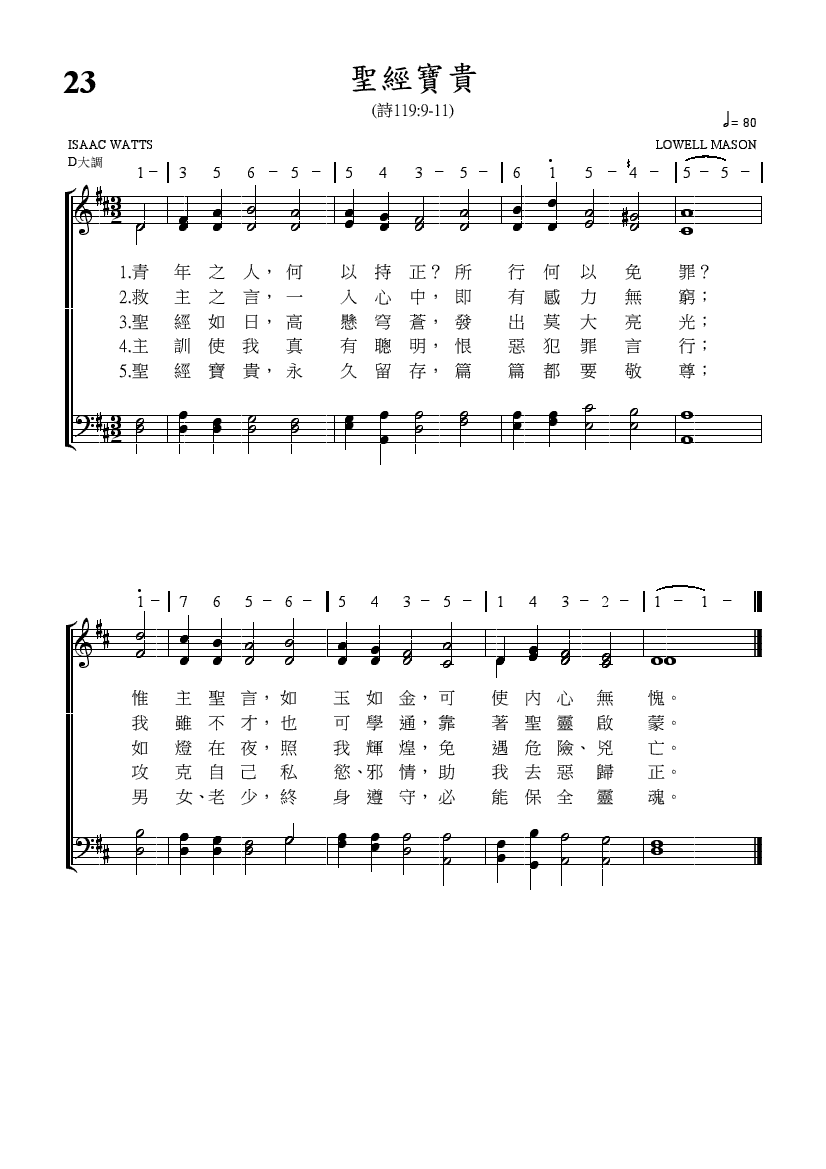 23
聖經寶貴
(詩119:9-11)
= 80
ISAAC WATTS
LOWELL MASON
D大調
1 – | 3 5 6 – 5 – | 5 4 3 – 5 – | 6 1 5 – 4 – | 5 – 5 – |
1.青年之人，何以持正？所行何以免罪？
2.救主之言，一入心中，即有感力無窮；
3.聖經如日，高懸穹蒼，發出莫大亮光；
4.主訓使我真有聰明，恨惡犯罪言行；
5.聖經寶貴，永久留存，篇篇都要敬尊；
1 – | 7 6 5 – 6 – | 5 4 3 – 5 – | 1 4 3 – 2 – | 1 – 1 – |
惟主聖言，如玉如金，可使內心無愧。
我雖不才，也可學通，靠著聖靈啟蒙。
如燈在夜，照我輝煌，免遇危險、兇亡。
攻克自己私慾、邪情，助我去惡歸正。
男女、老少，終身遵守，必能保全靈魂。